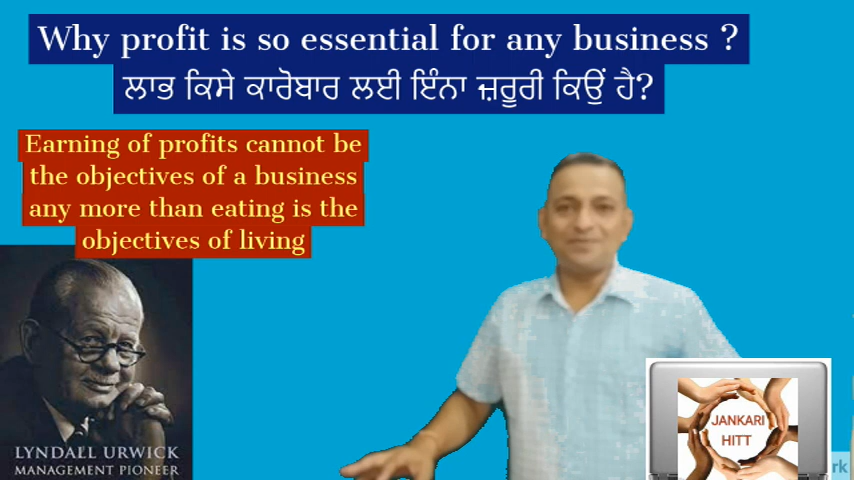 Why profit is so essential for any business ?
ਲਾਭ ਕਿਸੇ ਕਾਰੋਬਾਰ ਲਈ ਇੰਨਾ ਜ਼ਰੂਰੀ ਕਿਉਂ ਹੈ?
Earning of profits cannot be
the objectives of a business
any more than eating is the
objectives of living
LYNDALL URWICK
MANAGEMENT PIONEER
JANKARI
HITT
rk